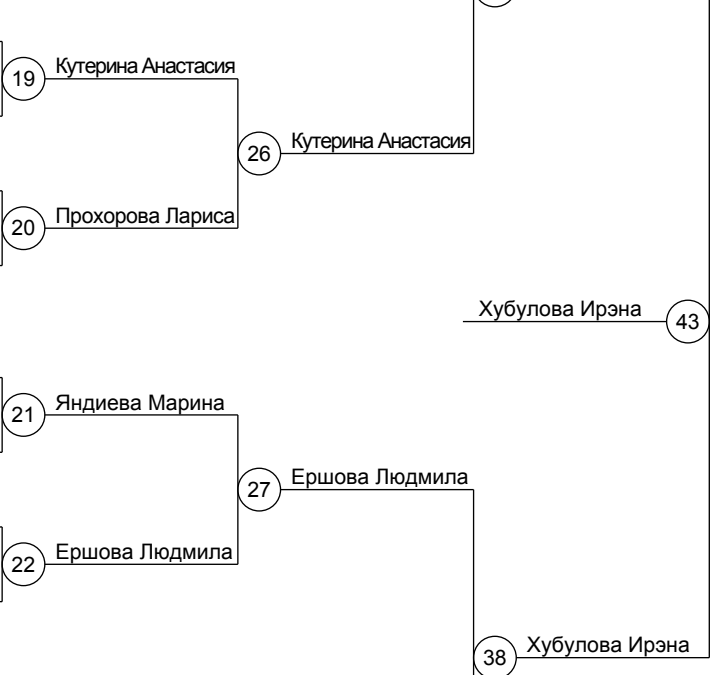 19 Кутерина Анастасия
26 Кутерина Анастасия
20 Прохорова Лариса
Хубулова Ирэна 43
21 Яндиева Марина
27 Ершова Людмила
22 Ершова Людмила
38 Хубулова Ирэна